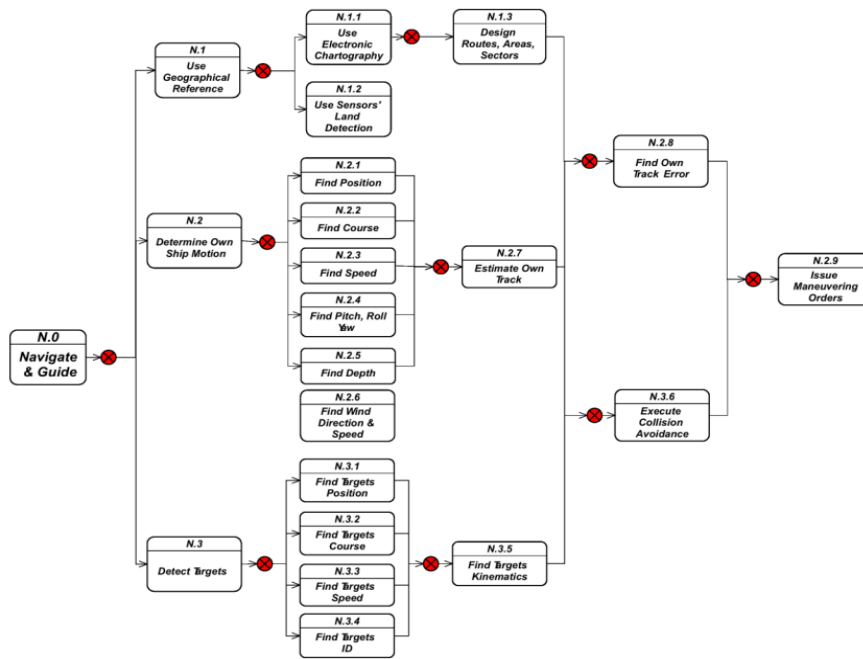 N.1.1
Use
Electronic
Chartography
N.1.3
Design
Routes, Areas,
Sectors
N.1
Use
Geographical
Reference
N.1.2
Use Sensors'
Land
Detection
N.2.1
Find Position
N.2.8
Find Own
Track Error
N.2.2
Find Course
N.2
Determine Own
Ship Motion
N.2.3
Find Speed
N.2.7
Estimate Own
Track
N.2.9
Issue
Maneuvering
Orders
N.2.4
Find Pitch, Roll
Yaw
N.0
Navigate
& Guide
N.2.5
Find Depth
N.2.6
Find Wind
Direction &
Speed
N.3.6
Execute
Collision
Avoidance
N.3.1
Find Targets
Position
N.3.2
Find Targets
Course
N.3
Detect Targets
N.3.5
Find Targets
Kinematics
N.3.3
Find Targets
Speed
N.3.4
Find Targets
ID